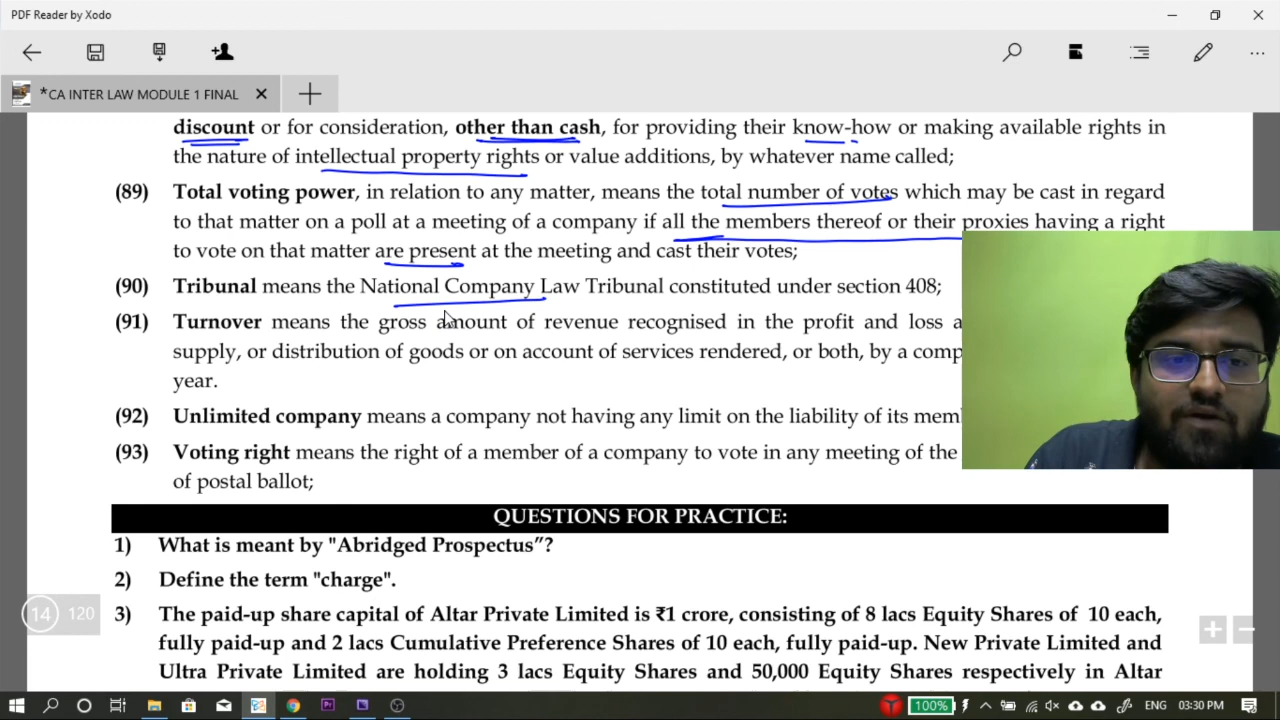 PDF Reader by Xodo
*CA INTER LAW MODULE 1 FINAL
discount or for consideration, other than cash, for providing their know-how or making available rights in
the nature of intellectual property rights or value additions, by whatever name called;
(89) Total voting power, in relation to any matter, means the total number of votes which may be cast in regard
to that matter on a poll at a meeting of a company if all the members thereof or their proxies having a right
to vote on that matter are present at the meeting and cast their votes;
(90) Tribunal means the National Company Law Tribunal constituted under section 408;
(91) Turnover means the gross amount of revenue recognised in the profit and loss a
supply, or distribution of goods or on account of services rendered, or both, by a comp
year.
(92) Unlimited company means a company not having any limit on the liability of its mem
(93) Voting right means the right of a member of a company to vote in any meeting of the
of postal ballot;
QUESTIONS FOR PRACTICE:
1) What is meant by "Abridged Prospectus”?
2) Define the term "charge".
3) The paid-up share capital of Altar Private Limited is ₹1 crore, consisting of 8 lacs Equity Shares of 10 each,
fully paid-up and 2 lacs Cumulative Preference Shares of 10 each, fully paid-up. New Private Limited and
Ultra Private Limited are holding 3 lacs Equity Shares and 50,000 Equity Shares respectively in Altar
14 120
100% ENG 03:30 PM